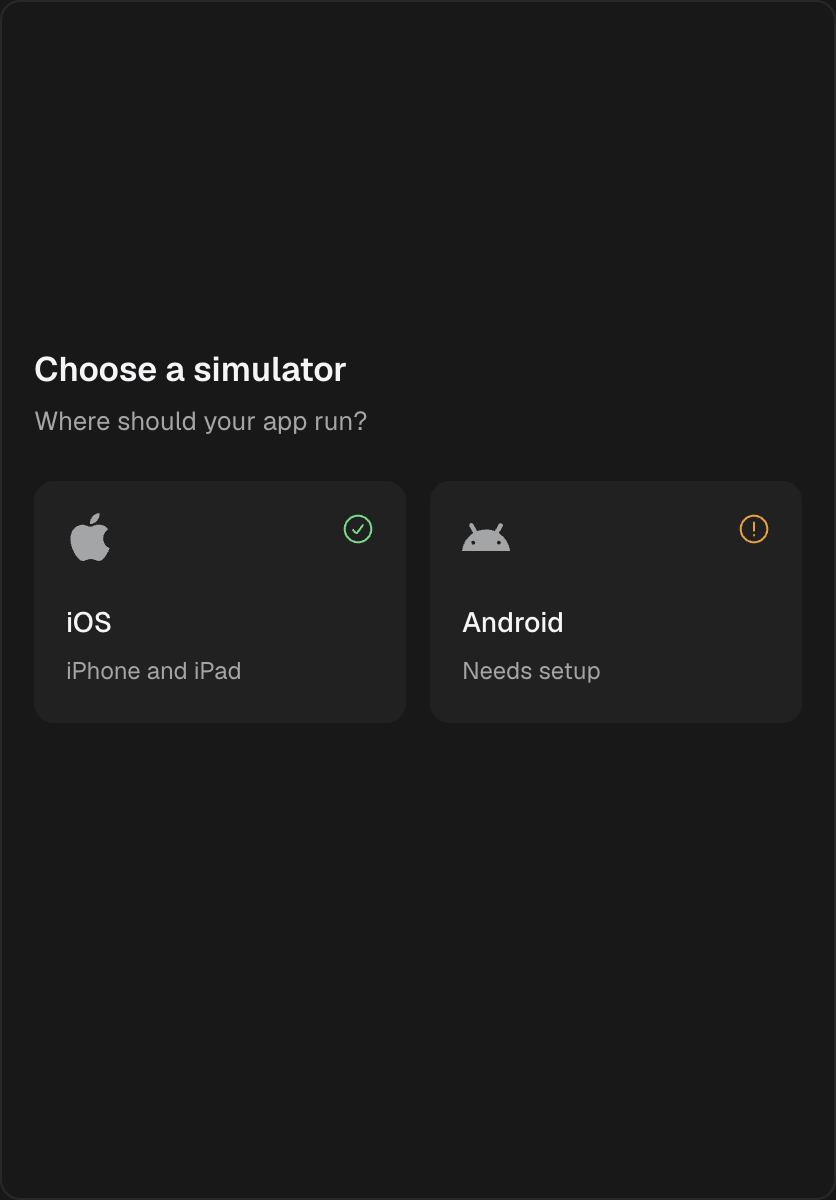 Choose a simulator
Where should your app run?
iOS
iPhone and iPad
Android
Needs setup